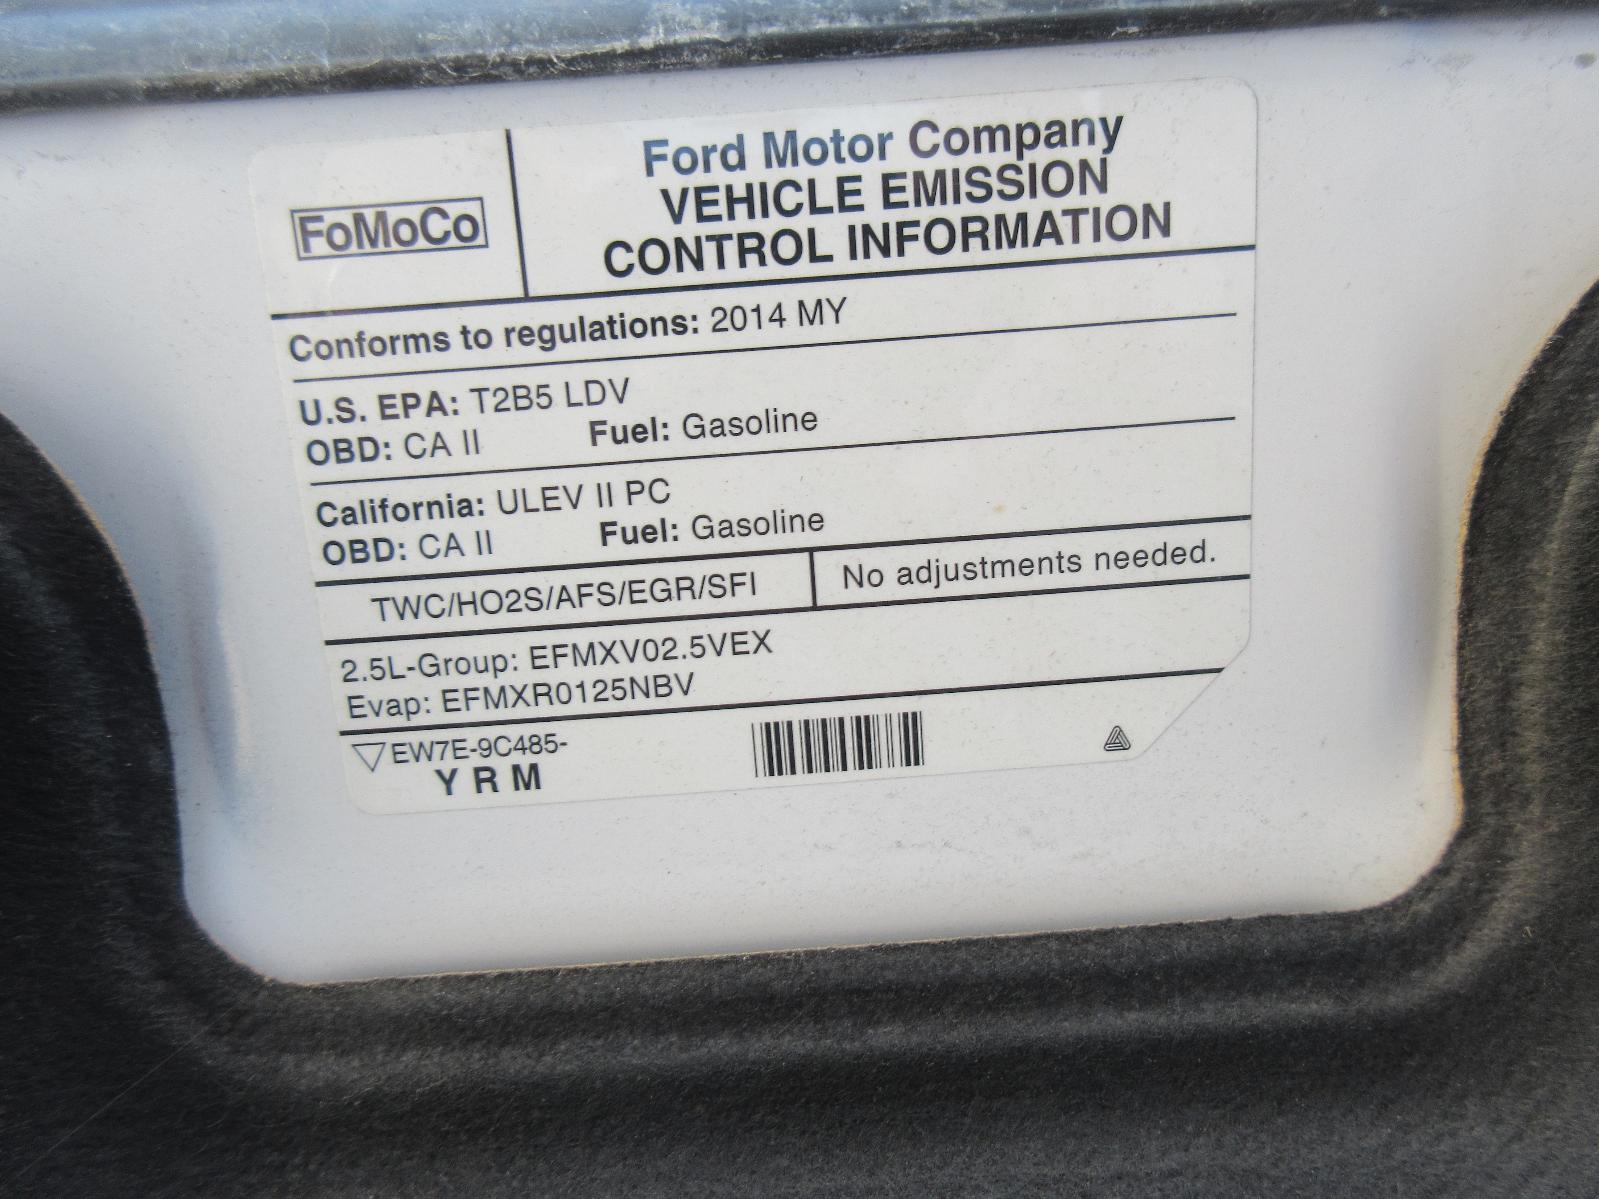 FoMoCo
Ford Motor Company
VEHICLE EMISSION
CONTROL INFORMATION
Conforms to regulations: 2014 MY
U.S. EPA: T2B5 LDV
OBD: CA II Fuel: Gasoline
California: ULEV II PC
OBD: CA II Fuel: Gasoline
TWC/HO2S/AFS/EGR/SFI
No adjustments needed.
2.5L-Group: EFMXV02.5VEX
Evap: EFMXR0125NBV
EW7E-9C485-
Y R M